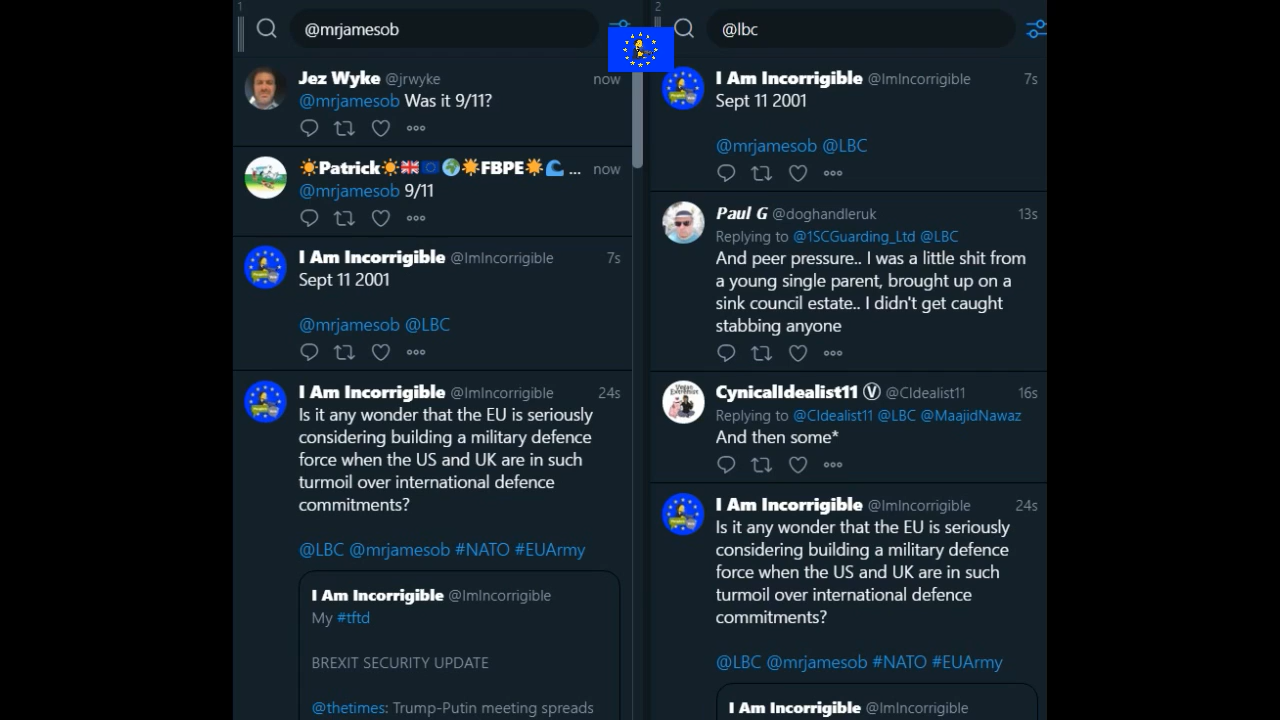 1
@mrjamesob
Jez Wyke @jrwyke now
@mrjamesob Was it 9/11?
☀️Patrick☀️🇬🇧🇪🇺🌍☀️FBPE☀️🌊 ... now
@mrjamesob 9/11
I Am Incorrigible @ImIncorrigible 7s
Sept 11 2001
@mrjamesob @LBC
I Am Incorrigible @ImIncorrigible 24s
Is it any wonder that the EU is seriously
considering building a military defence
force when the US and UK are in such
turmoil over international defence
commitments?
@LBC @mrjamesob #NATO #EUArmy
I Am Incorrigible @ImIncorrigible
My #tftd
BREXIT SECURITY UPDATE
@thetimes: Trump-Putin meeting spreads
2
@lbc
I Am Incorrigible @ImIncorrigible 7s
Sept 11 2001
@mrjamesob @LBC
Paul G @doghandleruk 13s
Replying to @1SCGuarding_Ltd @LBC
And peer pressure.. I was a little shit from
a young single parent, brought up on a
sink council estate.. I didn't get caught
stabbing anyone
CynicalIdealist11 Ⓥ @CIdealist11 16s
Replying to @CIdealist11 @LBC @MaajidNawaz
And then some*
I Am Incorrigible @ImIncorrigible 24s
Is it any wonder that the EU is seriously
considering building a military defence
force when the US and UK are in such
turmoil over international defence
commitments?
@LBC @mrjamesob #NATO #EUArmy
I Am Incorrigible @ImIncorrigible